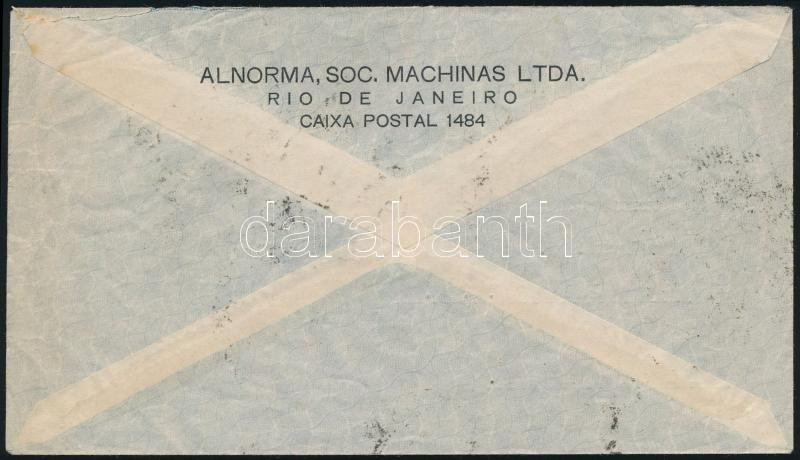 ALNORMA, SOC. MACHINAS LTDA.
RIO DE JANEIRO
CAIXA POSTAL 1484
darabanth